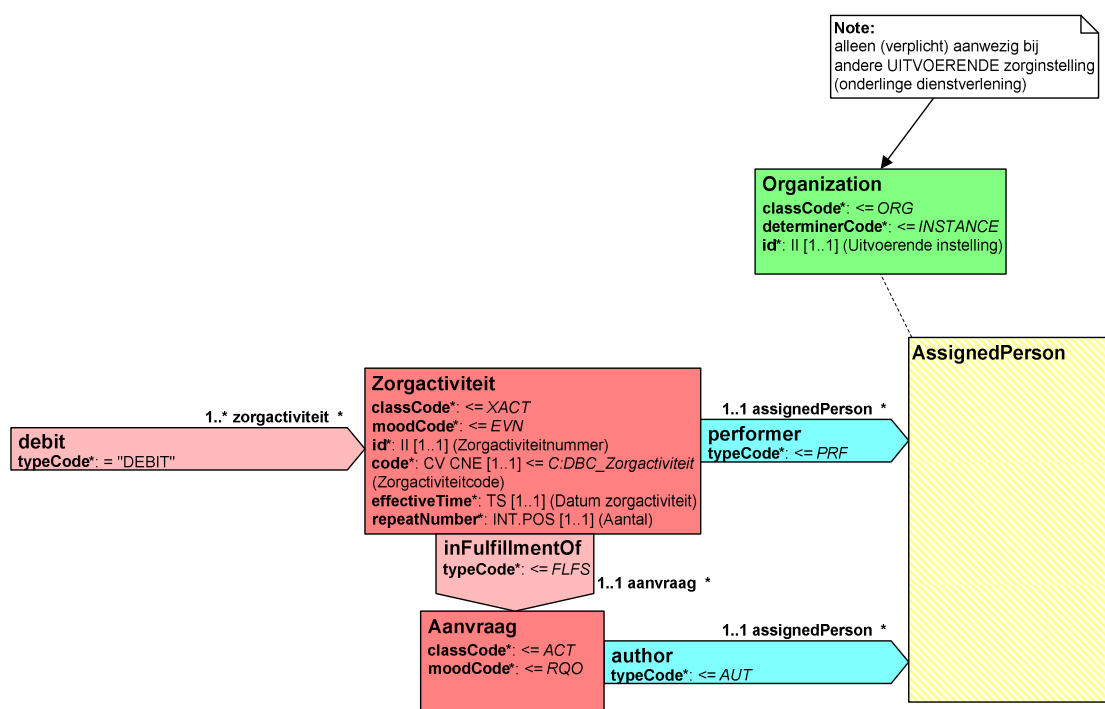 Note:
alleen (verplicht) aanwezig bij
andere UITVOERENDE zorginstelling
(onderlinge dienstverlening)
Organization
classCode*: <= ORG
determinerCode*: <= INSTANCE
id*: II [1..1] (Uitvoerende instelling)
AssignedPerson
Zorgactiviteit
classCode*: <= XACT
moodCode*: <= EVN
id*: II [1..1] (Zorgactiviteitnummer)
code*: CV CNE [1..1] <= C:DBC_Zorgactiviteit
(Zorgactiviteitcode)
effectiveTime*: TS [1..1] (Datum zorgactiviteit)
repeatNumber*: INT.POS [1..1] (Aantal)
1..* zorgactiviteit *
debit
typeCode*: = "DEBIT"
1..1 assignedPerson *
performer
typeCode*: <= PRF
inFulfillmentOf
typeCode*: <= FLFS
1..1 aanvraag *
Aanvraag
classCode*: <= ACT
moodCode*: <= RQO
1..1 assignedPerson *
author
typeCode*: <= AUT